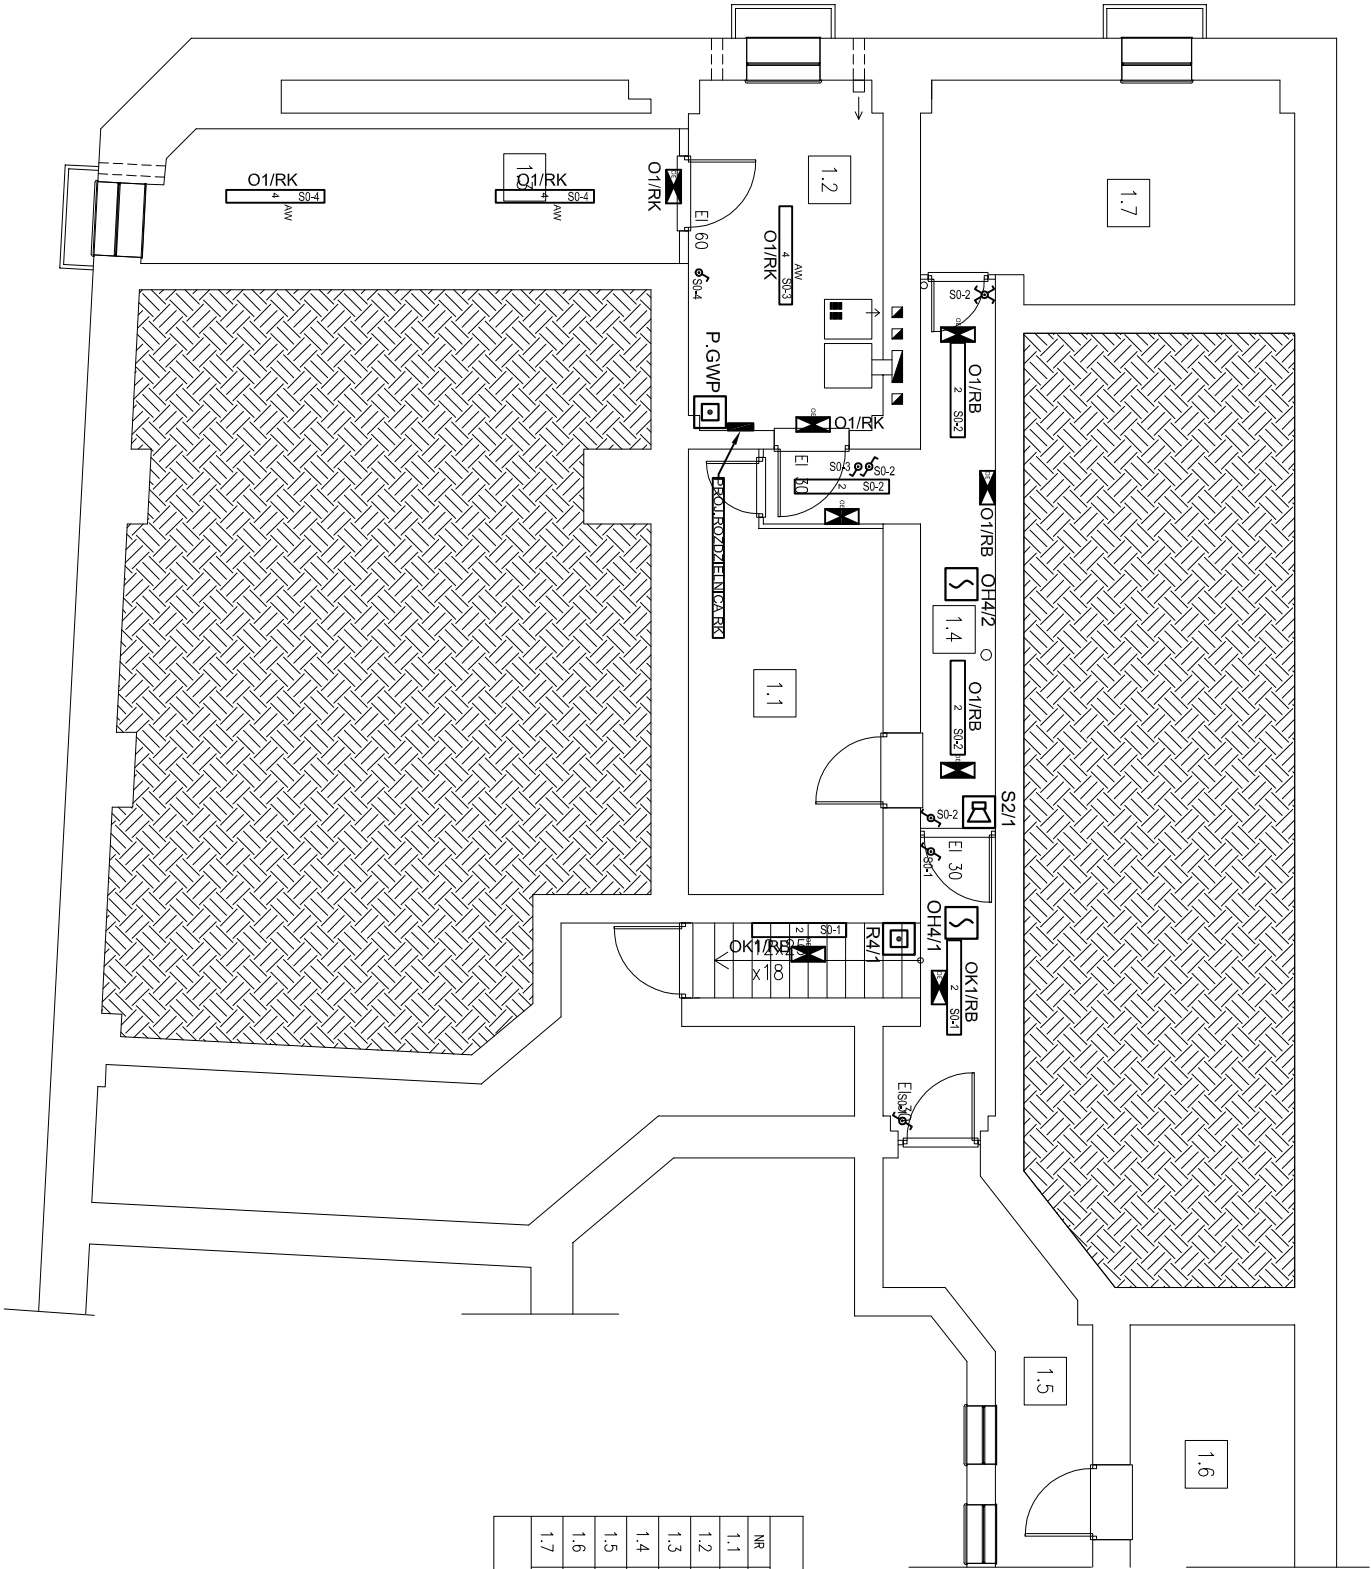 O1/RK
4
S0-4
AW
O1/RK
4
S0-4
AW
O1/RK
EI 60
S0-4
1.2
O1/RK
4
AW
S0-3
1.7
S0-2
O1/RB
2
S0-2
P.GWP
O1/RK
EI 30
S0-3
S0-2
2
S0-2
PROJ.ROZDZIELNICA RK
O1/RB
OH4/2
1.4
1.1
O1/RB
2
S0-2
S0-2
S2/1
EI 30
S0-1
OH4/1
2
S0-1
OK1/RB
x18
R4/1
OK1/RB
2
S0-1
1.5
1.6
NR
1.1
1.2
1.3
1.4
1.5
1.6
1.7